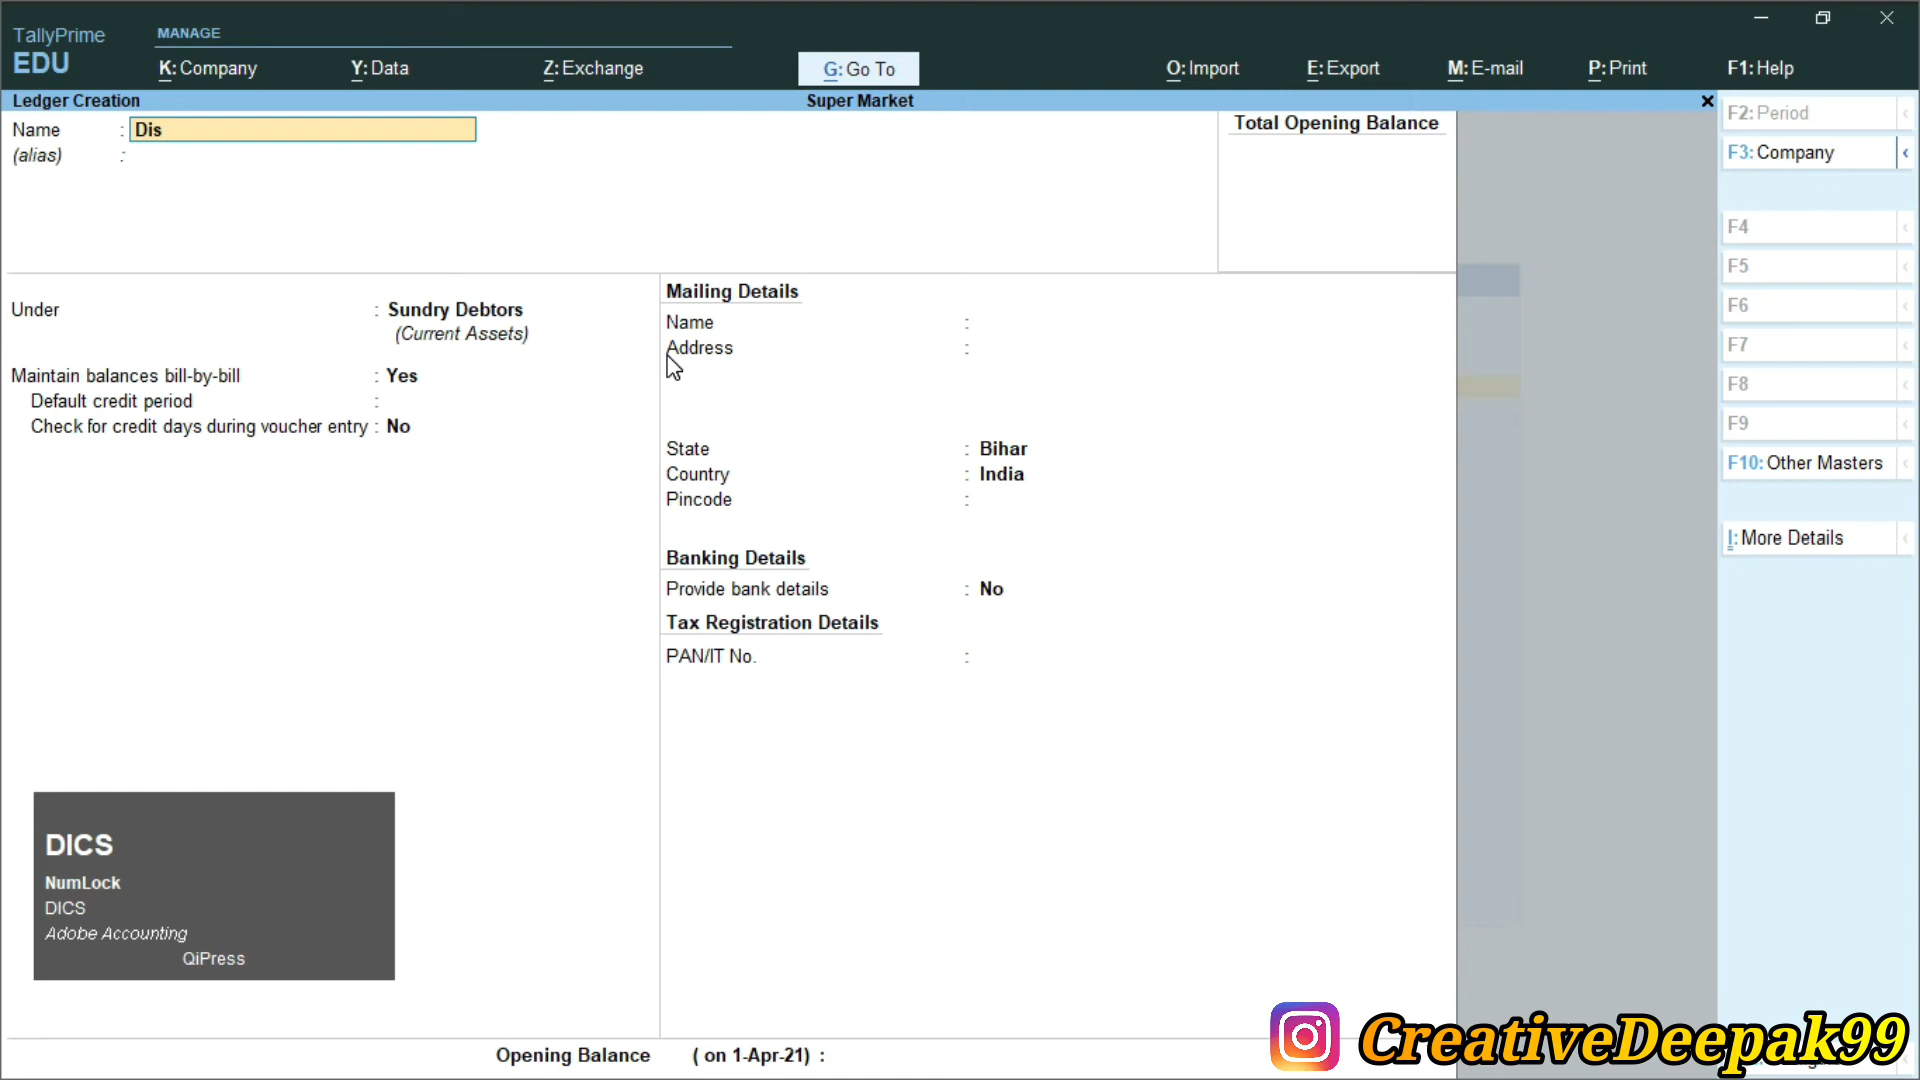 TallyPrime
EDU
MANAGE
K: Company
Y: Data
Z: Exchange
G: Go To
O: Import
E: Export
M: E-mail
P: Print
F1: Help
Ledger Creation
Super Market
Name : Dis
(alias) :
Total Opening Balance
Under : Sundry Debtors
(Current Assets)
Maintain balances bill-by-bill : Yes
Default credit period :
Check for credit days during voucher entry : No
Mailing Details
Name :
Address :
State : Bihar
Country : India
Pincode :
Banking Details
Provide bank details : No
Tax Registration Details
PAN/IT No. :
DICS
NumLock
DICS
Adobe Accounting
QiPress
Opening Balance ( on 1-Apr-21) :
F2: Period
F3: Company
F4
F5
F6
F7
F8
F9
F10: Other Masters
I: More Details
CreativeDeepak99